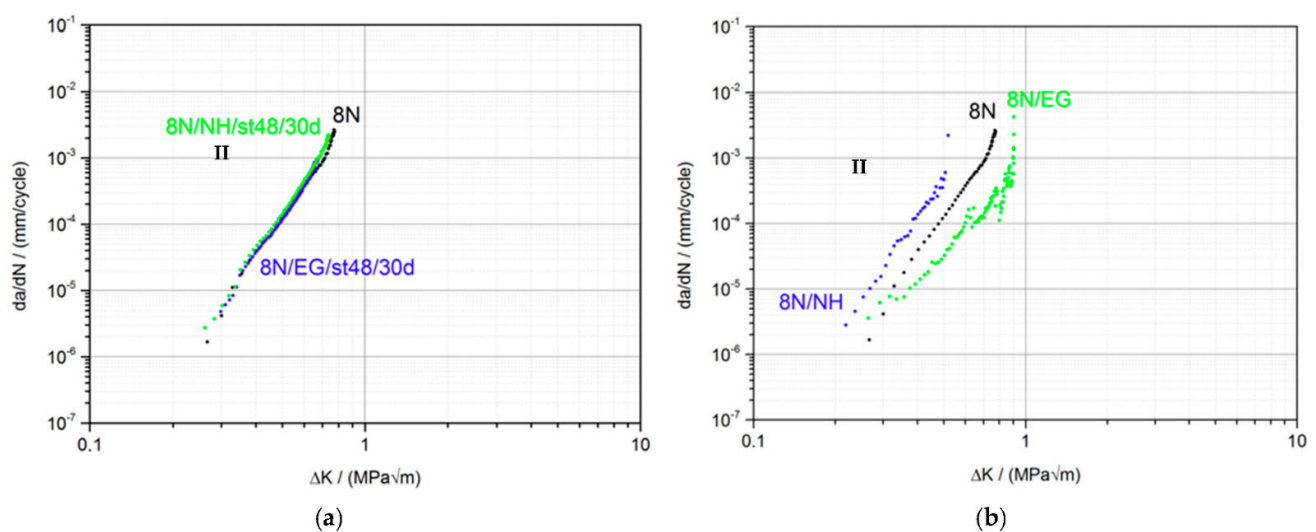 10⁻¹
10⁻²
10⁻³
10⁻⁴
10⁻⁵
10⁻⁶
10⁻⁷
da/dN / (mm/cycle)
8N/NH/st48/30d
8N
II
8N/EG/st48/30d
0.1
1
10
ΔK / (MPa√m)
(a)
10⁻¹
10⁻²
10⁻³
10⁻⁴
10⁻⁵
10⁻⁶
10⁻⁷
da/dN / (mm/cycle)
8N
8N/EG
II
8N/NH
0.1
1
10
ΔK / (MPa√m)
(b)